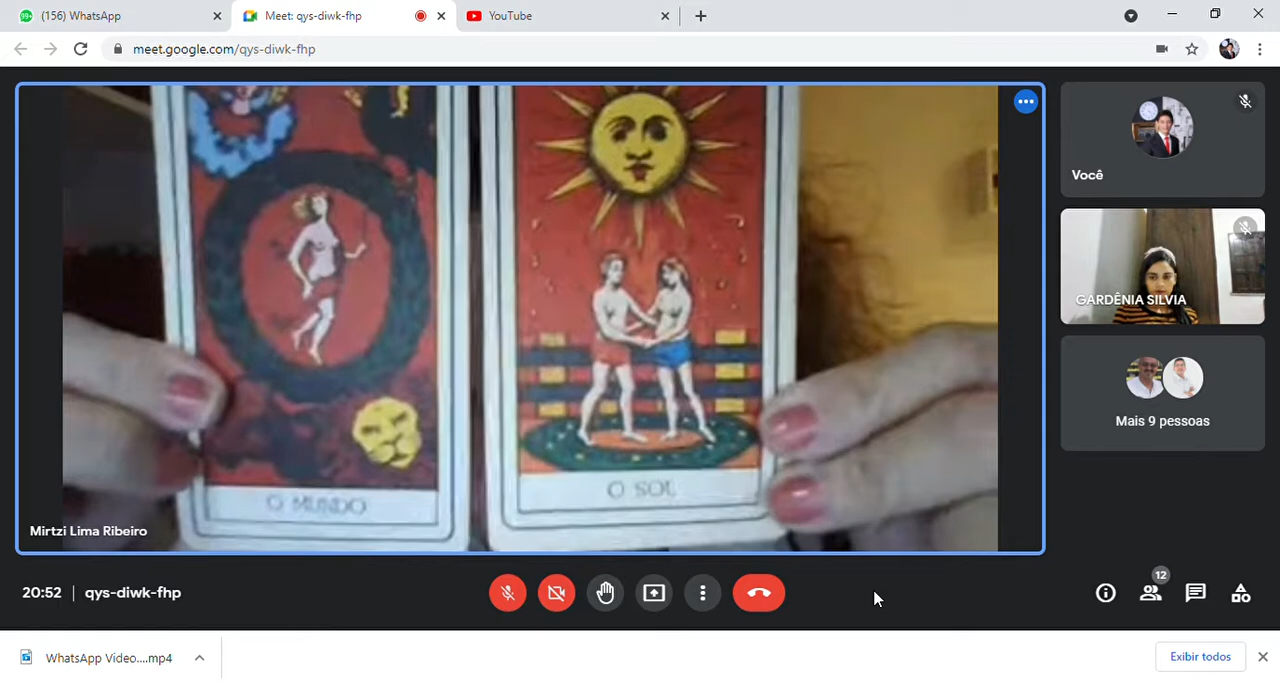 99+
(156) WhatsApp
Meet: qys-diwk-fhp
YouTube
meet.google.com/qys-diwk-fhp
O MUNDO
O SOL
Mirtzi Lima Ribeiro
Você
GARDÊNIA SILVIA
Mais 9 pessoas
20:52 | qys-diwk-fhp
12
WhatsApp Video....mp4
Exibir todos